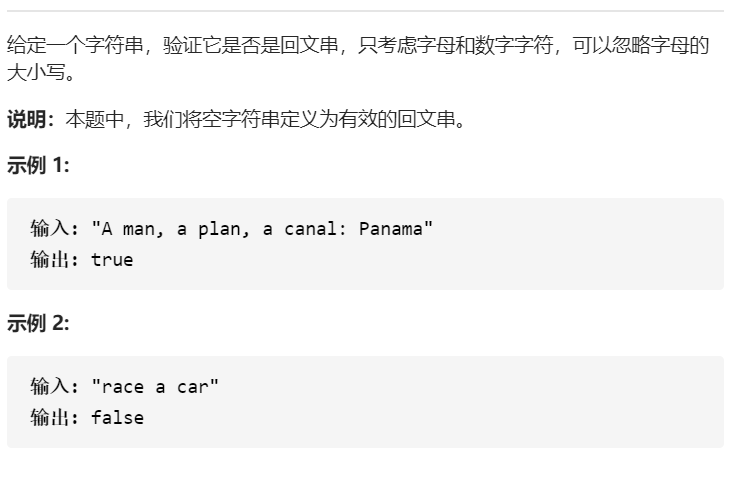 给定一个字符串，验证它是否是回文串，只考虑字母和数字字符，可以忽略字母的
大小写。
说明：本题中，我们将空字符串定义为有效的回文串。
示例 1:
输入: "A man, a plan, a canal: Panama"
输出: true
示例 2:
输入: "race a car"
输出: false